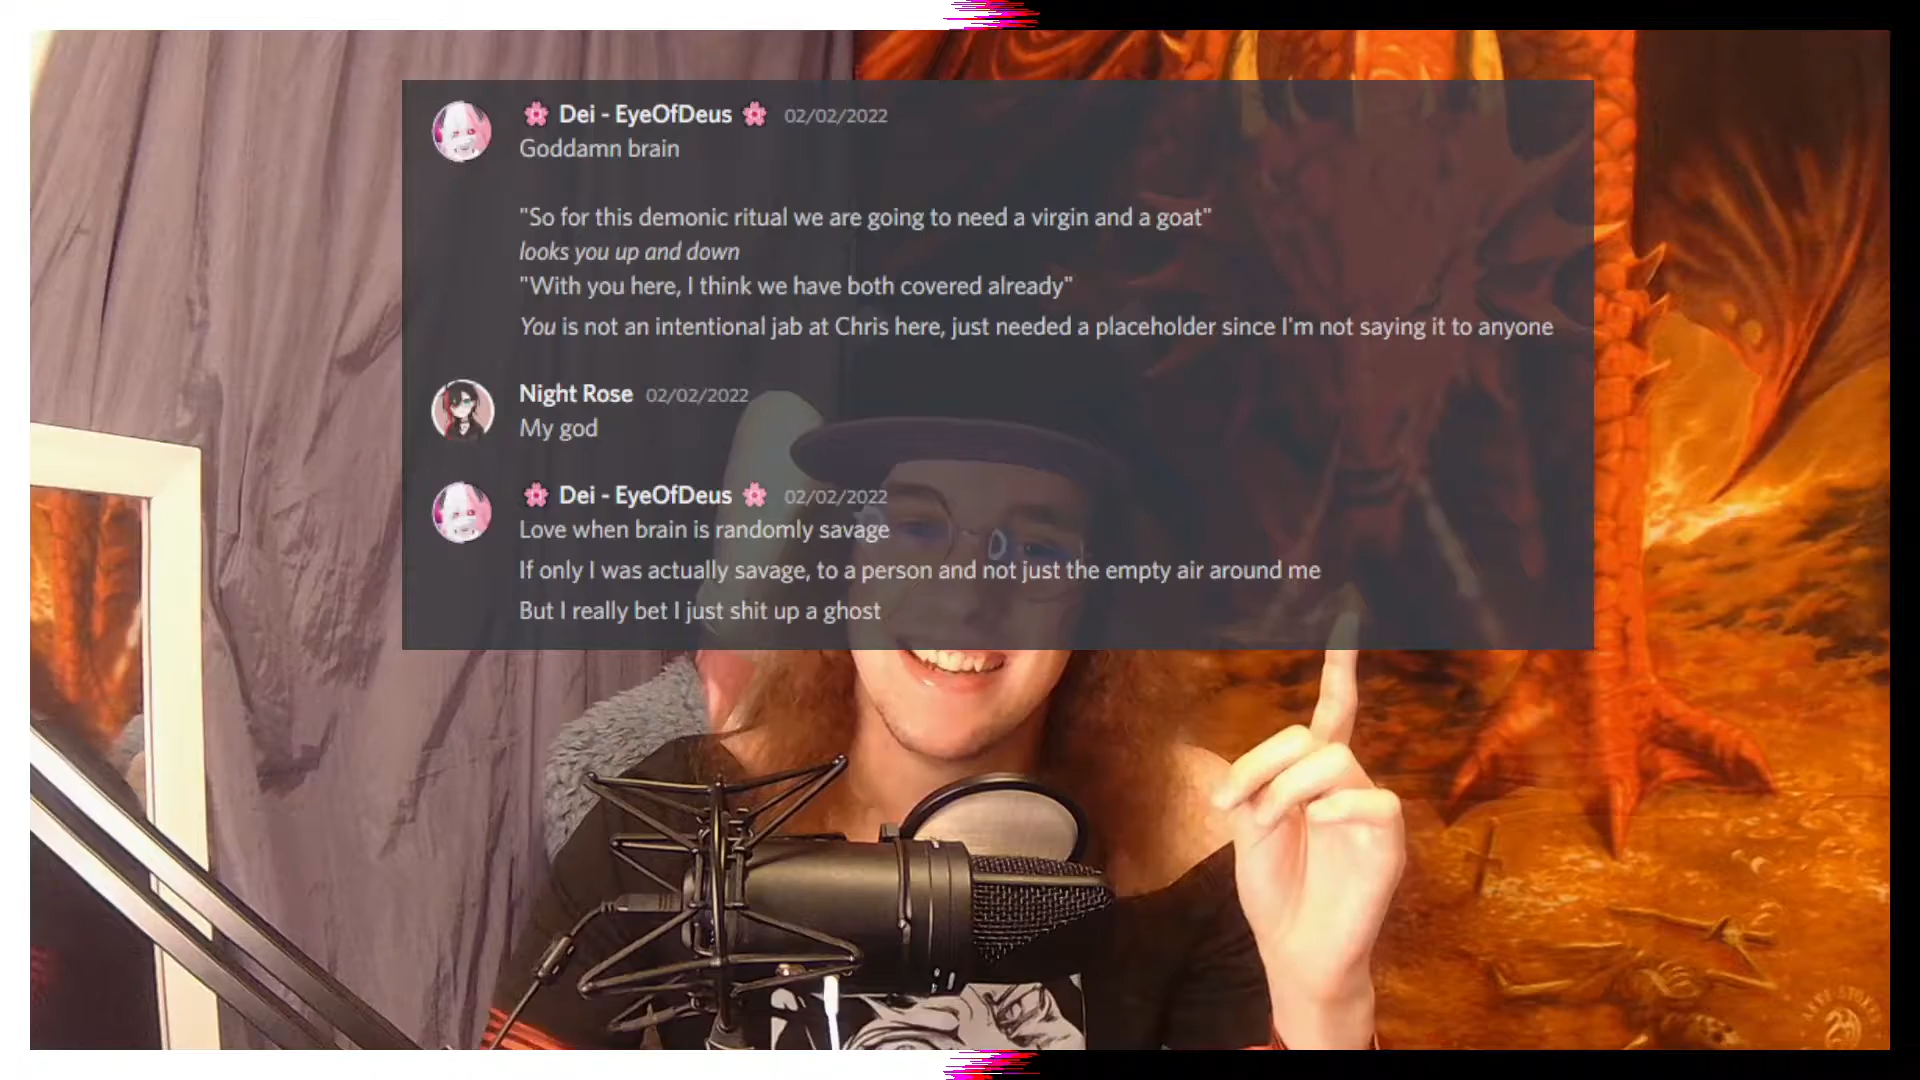 🌸 Dei - EyeOfDeus 🌸 02/02/2022
Goddamn brain
"So for this demonic ritual we are going to need a virgin and a goat"
looks you up and down
"With you here, I think we have both covered already"
You is not an intentional jab at Chris here, just needed a placeholder since I'm not saying it to anyone
Night Rose 02/02/2022
My god
🌸 Dei - EyeOfDeus 🌸 02/02/2022
Love when brain is randomly savage
If only I was actually savage, to a person and not just the empty air around me
But I really bet I just shit up a ghost